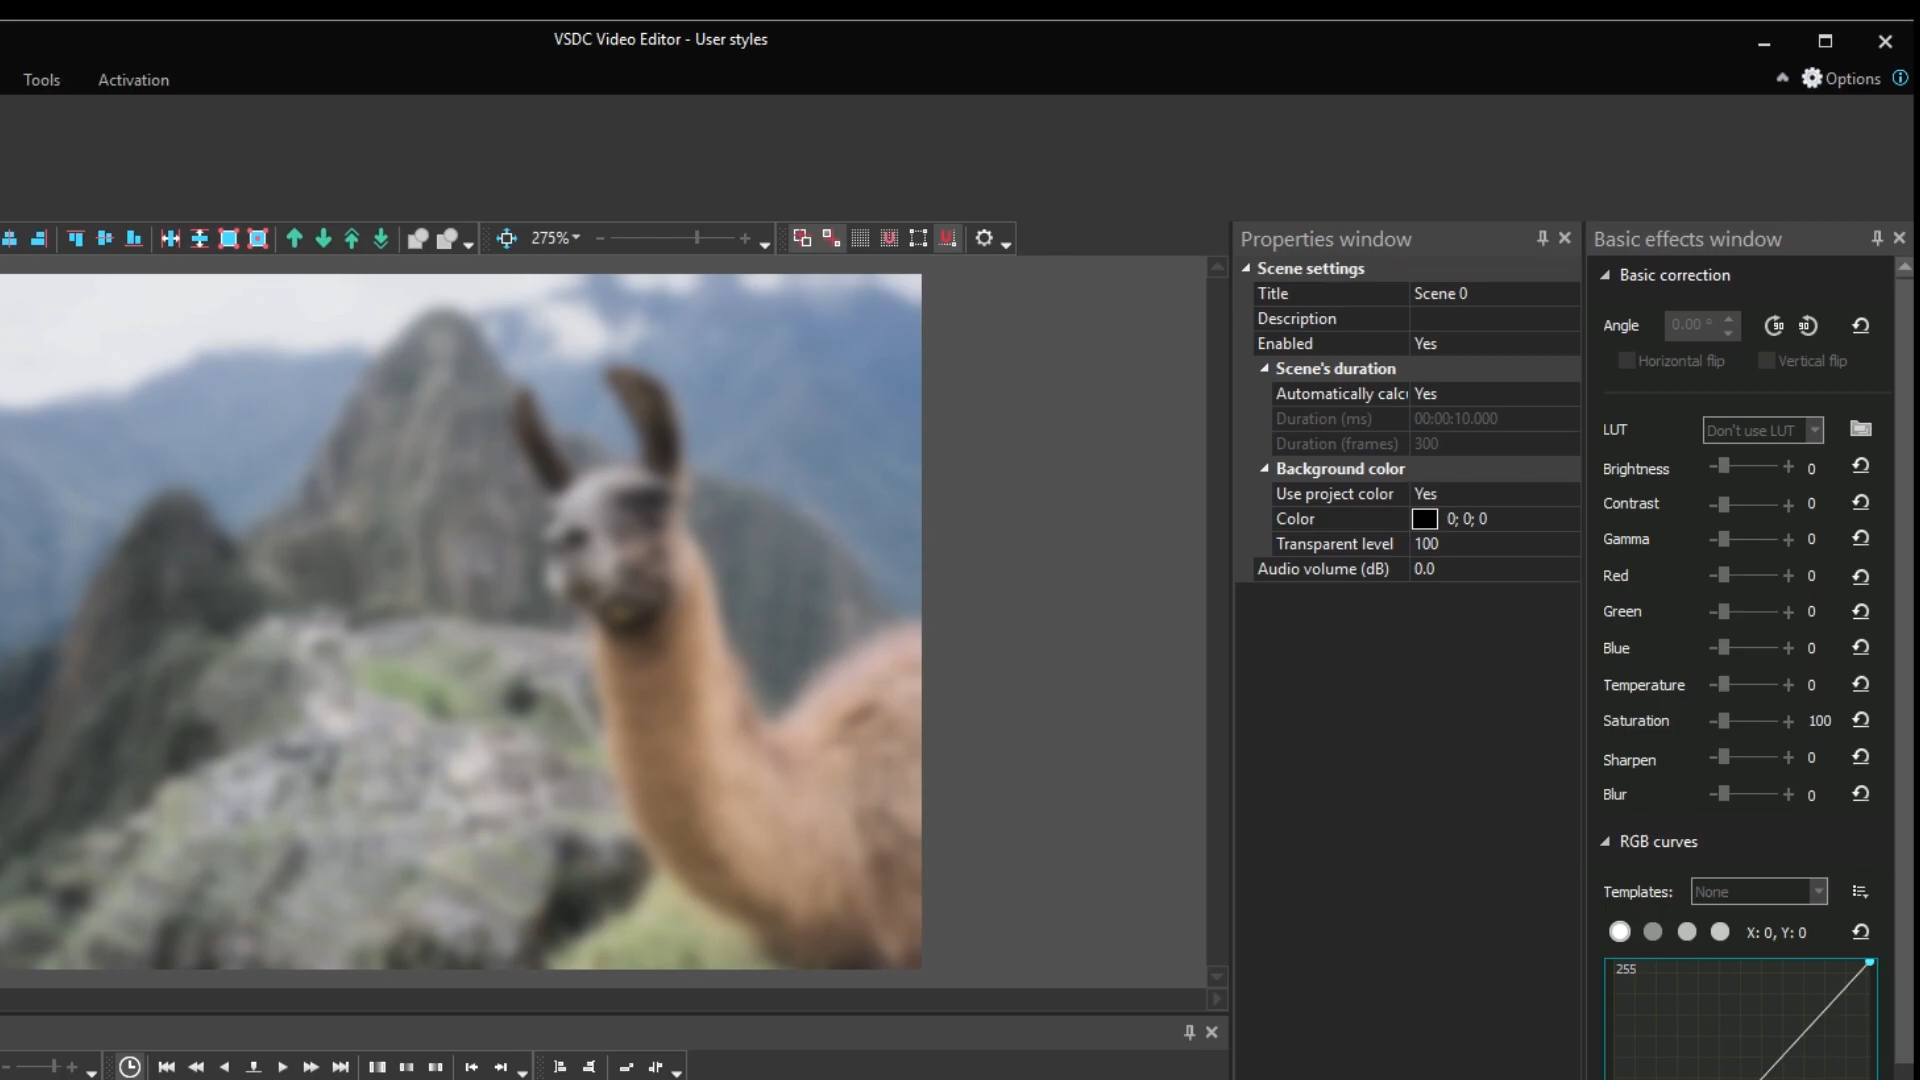 VSDC Video Editor - User styles
Tools
Activation
Options
275%
Properties window
Scene settings
Title Scene 0
Description
Enabled Yes
Scene's duration
Automatically calcu Yes
Duration (ms) 00:00:10.000
Duration (frames) 300
Background color
Use project color Yes
Color 0; 0; 0
Transparent level 100
Audio volume (dB) 0.0
Basic effects window
Basic correction
Angle 0.00 ° 90 90
Horizontal flip Vertical flip
LUT Don't use LUT
Brightness 0
Contrast 0
Gamma 0
Red 0
Green 0
Blue 0
Temperature 0
Saturation 100
Sharpen 0
Blur 0
RGB curves
Templates: None
X: 0, Y: 0
255